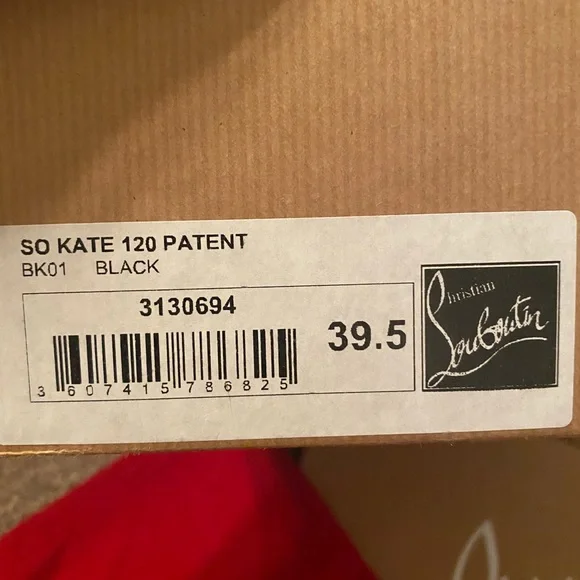 SO KATE 120 PATENT
BK01 BLACK
3130694
39.5
3 607415 786825
Christian
Louboutin